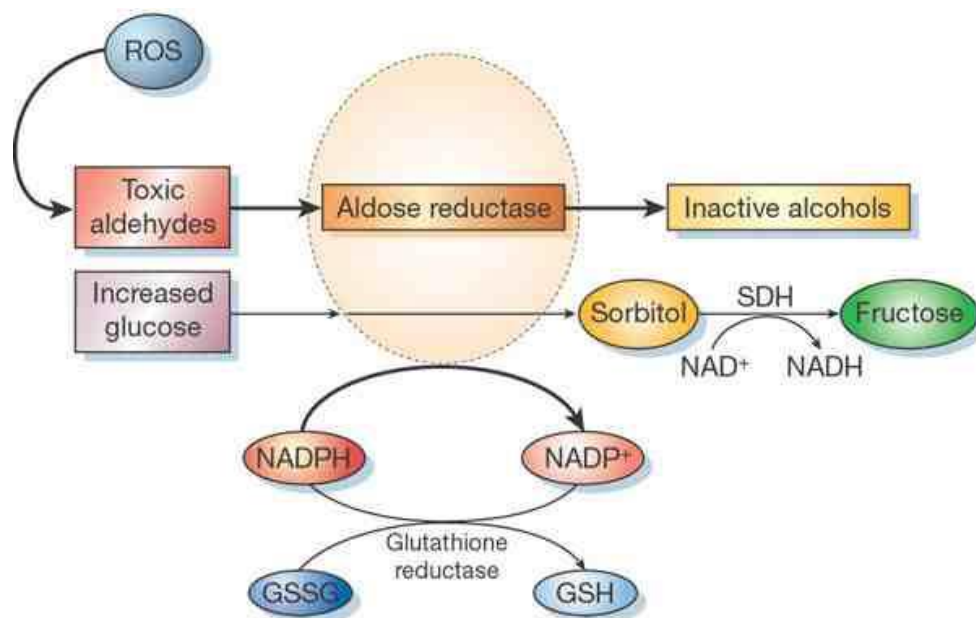 ROS
Toxic
aldehydes
Aldose reductase
Inactive alcohols
Increased
glucose
Sorbitol
SDH
Fructose
NAD⁺
NADH
NADPH
NADP⁺
Glutathione
reductase
GSSG
GSH